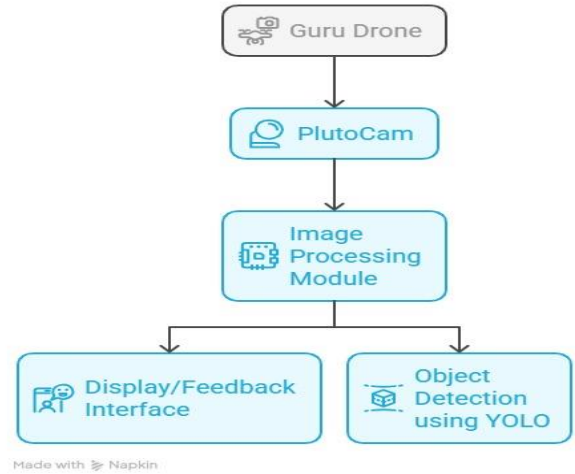 Guru Drone
PlutoCam
Image
Processing
Module
Display/Feedback
Interface
Object
Detection
using YOLO
Made with Napkin